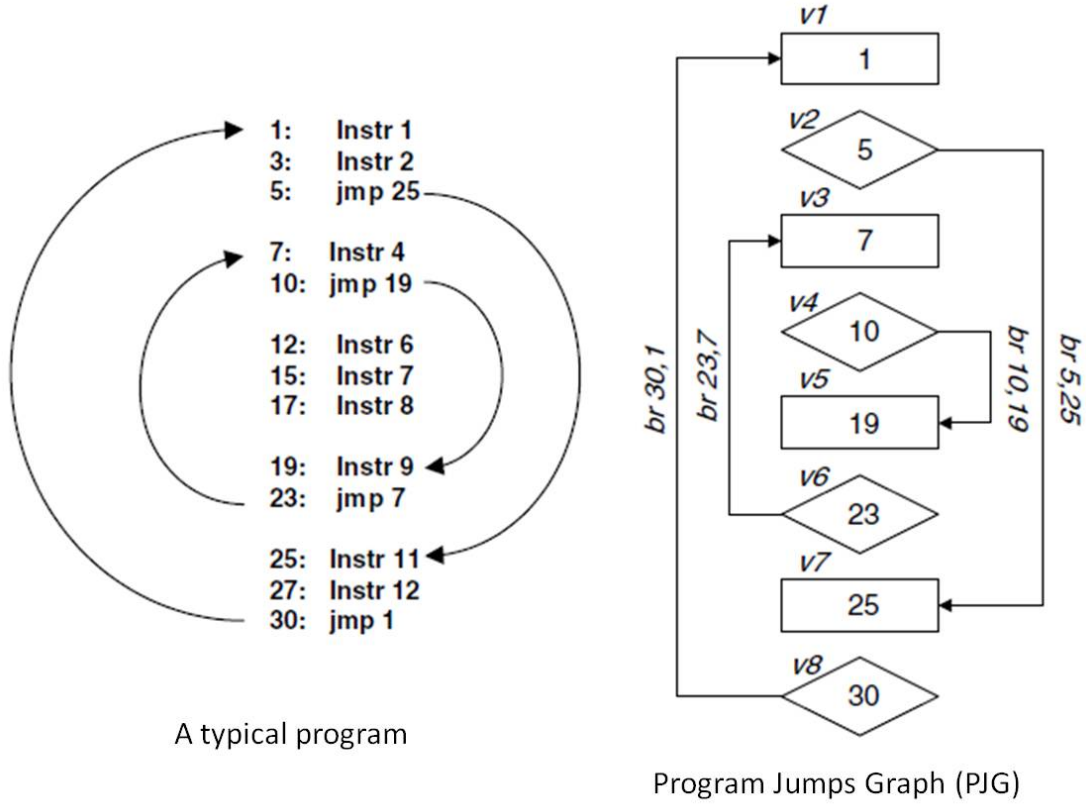 1: Instr 1
3: Instr 2
5: jmp 25
7: Instr 4
10: jmp 19
12: Instr 6
15: Instr 7
17: Instr 8
19: Instr 9
23: jmp 7
25: Instr 11
27: Instr 12
30: jmp 1
A typical program
v1
1
v2
5
v3
7
v4
10
v5
19
v6
23
v7
25
v8
30
br 30,1
br 23,7
br 10,19
br 5,25
Program Jumps Graph (PJG)